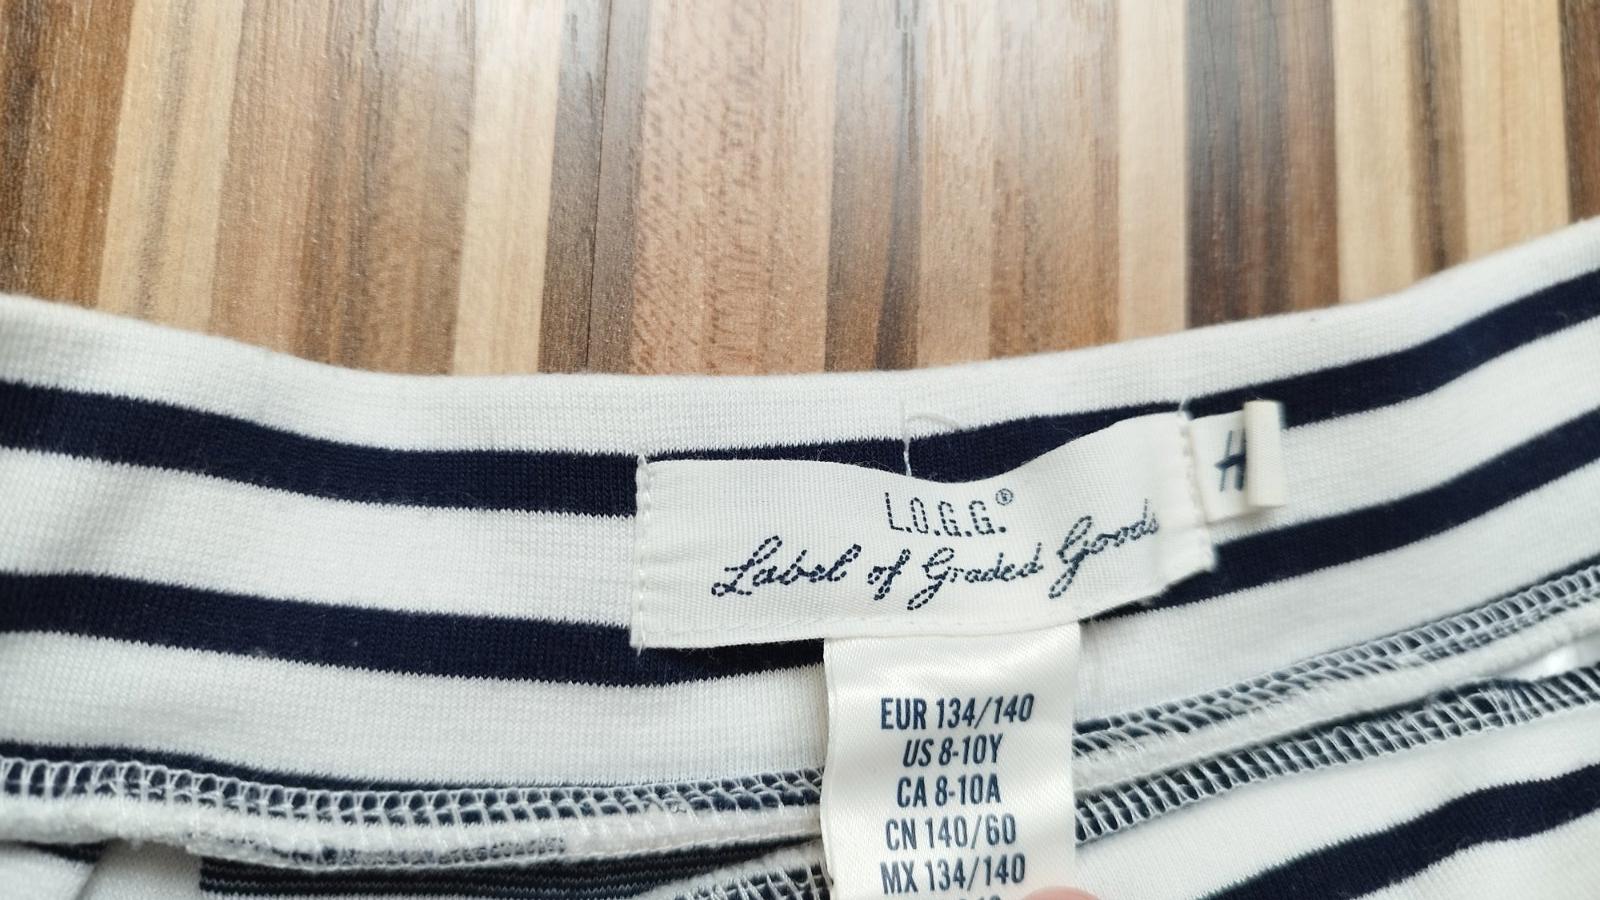 L.O.G.G.®
Label of Graded Goods
H
EUR 134/140
US 8-10Y
CA 8-10A
CN 140/60
MX 134/140